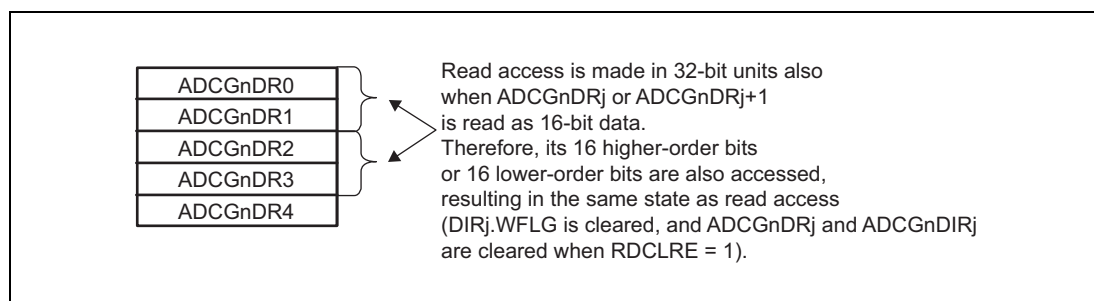 ADCGnDR0
ADCGnDR1
ADCGnDR2
ADCGnDR3
ADCGnDR4
Read access is made in 32-bit units also
when ADCGnDRj or ADCGnDRj+1
is read as 16-bit data.
Therefore, its 16 higher-order bits
or 16 lower-order bits are also accessed,
resulting in the same state as read access
(DIRj.WFLG is cleared, and ADCGnDRj and ADCGnDIRj
are cleared when RDCLRE = 1).